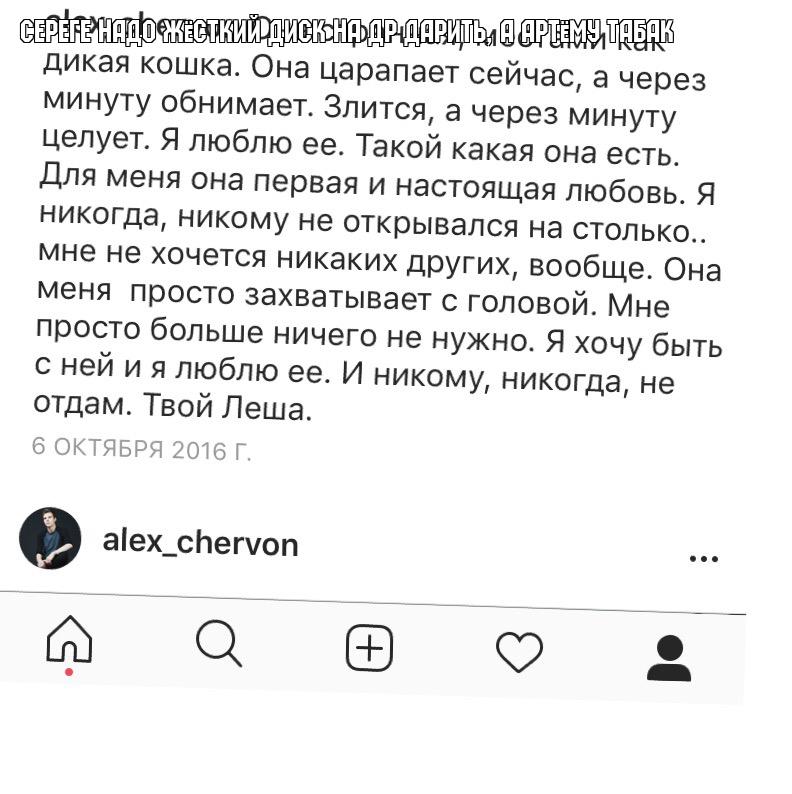 СЕРЕГЕ НАДО ЖЁСТКИЙ ДИСК НА ДР ДАРИТЬ, А АРТЁМУ ТАБАК
местами как
дикая кошка. Она царапает сейчас, а через
минуту обнимает. Злится, а через минуту
целует. Я люблю ее. Такой какая она есть.
Для меня она первая и настоящая любовь. Я
никогда, никому не открывался на столько..
мне не хочется никаких других, вообще. Она
меня просто захватывает с головой. Мне
просто больше ничего не нужно. Я хочу быть
с ней и я люблю ее. И никому, никогда, не
отдам. Твой Леша.
6 ОКТЯБРЯ 2016 Г.
alex_chervon